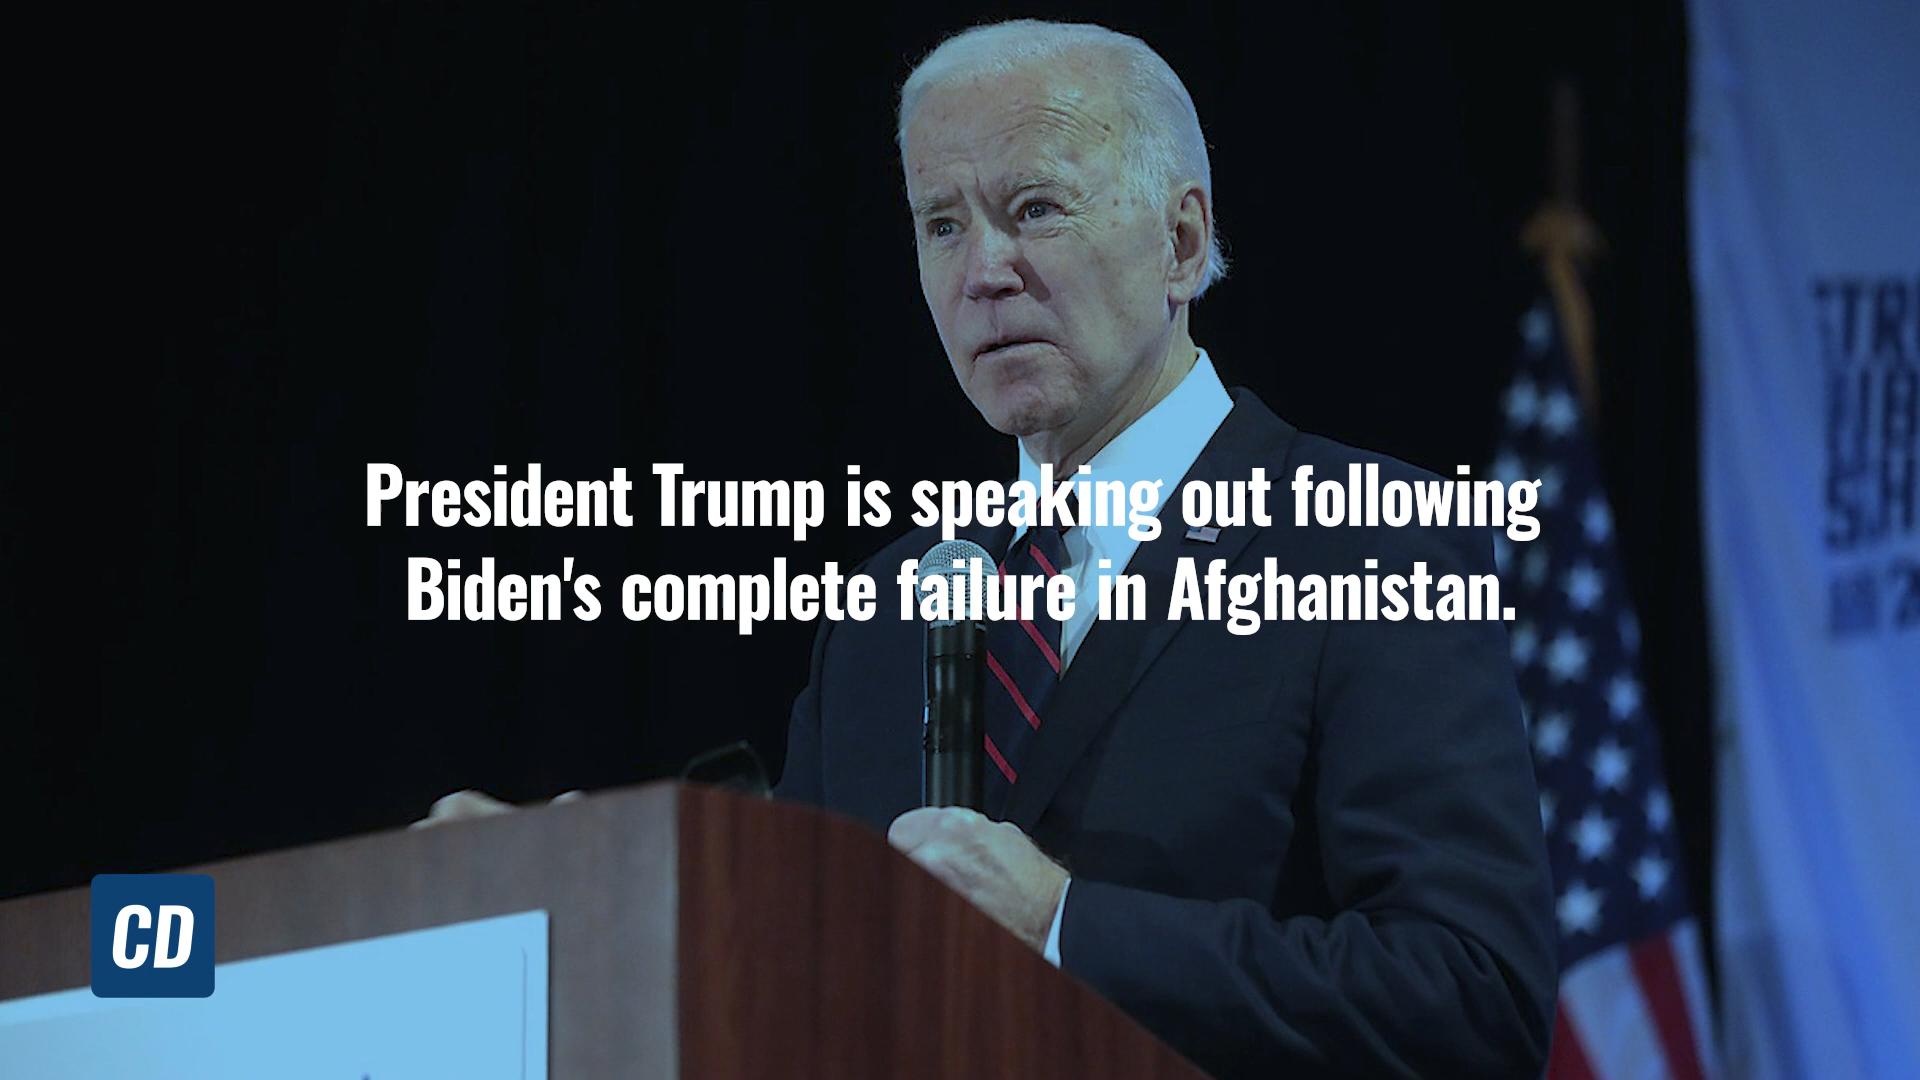 President Trump is speaking out following
Biden's complete failure in Afghanistan.
CD